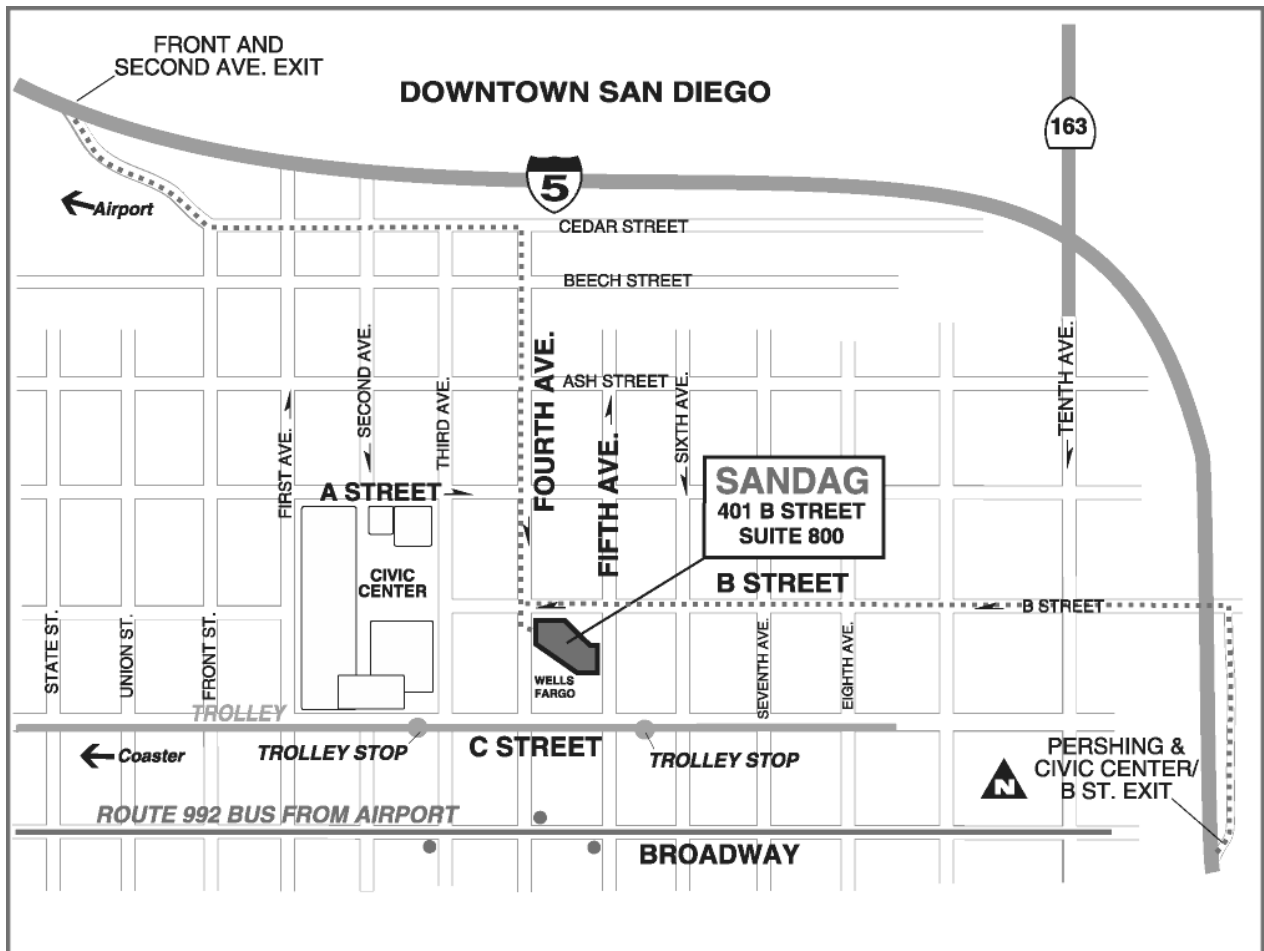 FRONT AND
SECOND AVE. EXIT
DOWNTOWN SAN DIEGO
163
5
Airport
CEDAR STREET
BEECH STREET
FIRST AVE.
SECOND AVE.
THIRD AVE.
FOURTH AVE.
FIFTH AVE.
ASH STREET
SIXTH AVE.
TENTH AVE.
A STREET
SANDAG
401 B STREET
SUITE 800
CIVIC
CENTER
B STREET
B STREET
STATE ST.
UNION ST.
FRONT ST.
WELLS
FARGO
SEVENTH AVE.
EIGHTH AVE.
TROLLEY
Coaster
TROLLEY STOP
C STREET
TROLLEY STOP
PERSHING &
CIVIC CENTER/
B ST. EXIT
N
ROUTE 992 BUS FROM AIRPORT
BROADWAY